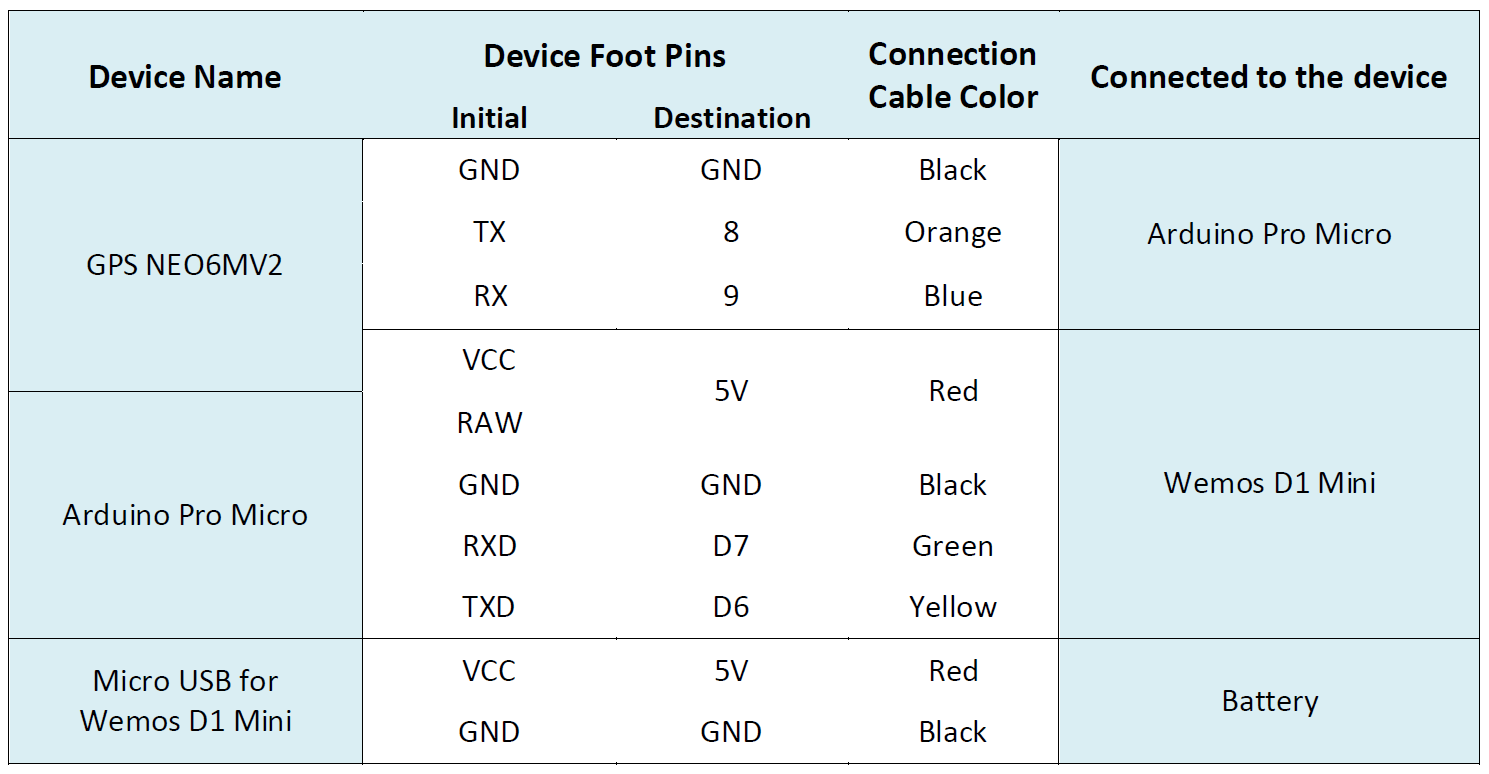 Device Name Device Foot Pins Connection Cable Color Connected to the device
Initial Destination
GPS NEO6MV2
GND GND Black
TX 8 Orange
RX 9 Blue
Arduino Pro Micro
VCC
5V Red
RAW
Arduino Pro Micro
GND GND Black
RXD D7 Green
TXD D6 Yellow
Wemos D1 Mini
Micro USB for
Wemos D1 Mini
VCC 5V Red
GND GND Black
Battery